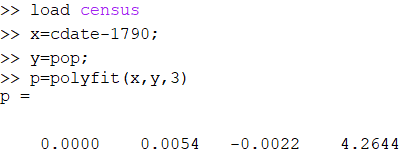 >> load census
>> x=cdate-1790;
>> y=pop;
>> p=polyfit(x,y,3)
p =
0.0000 0.0054 -0.0022 4.2644